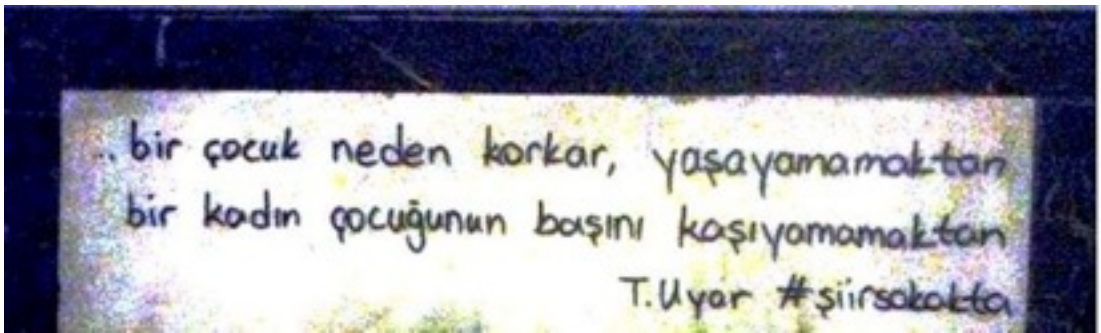 .. bir çocuk neden korkar, yaşayamamaktan
bir kadın çocuğunun başını kaşıyamamaktan
T.Uyar #şiirsokakta